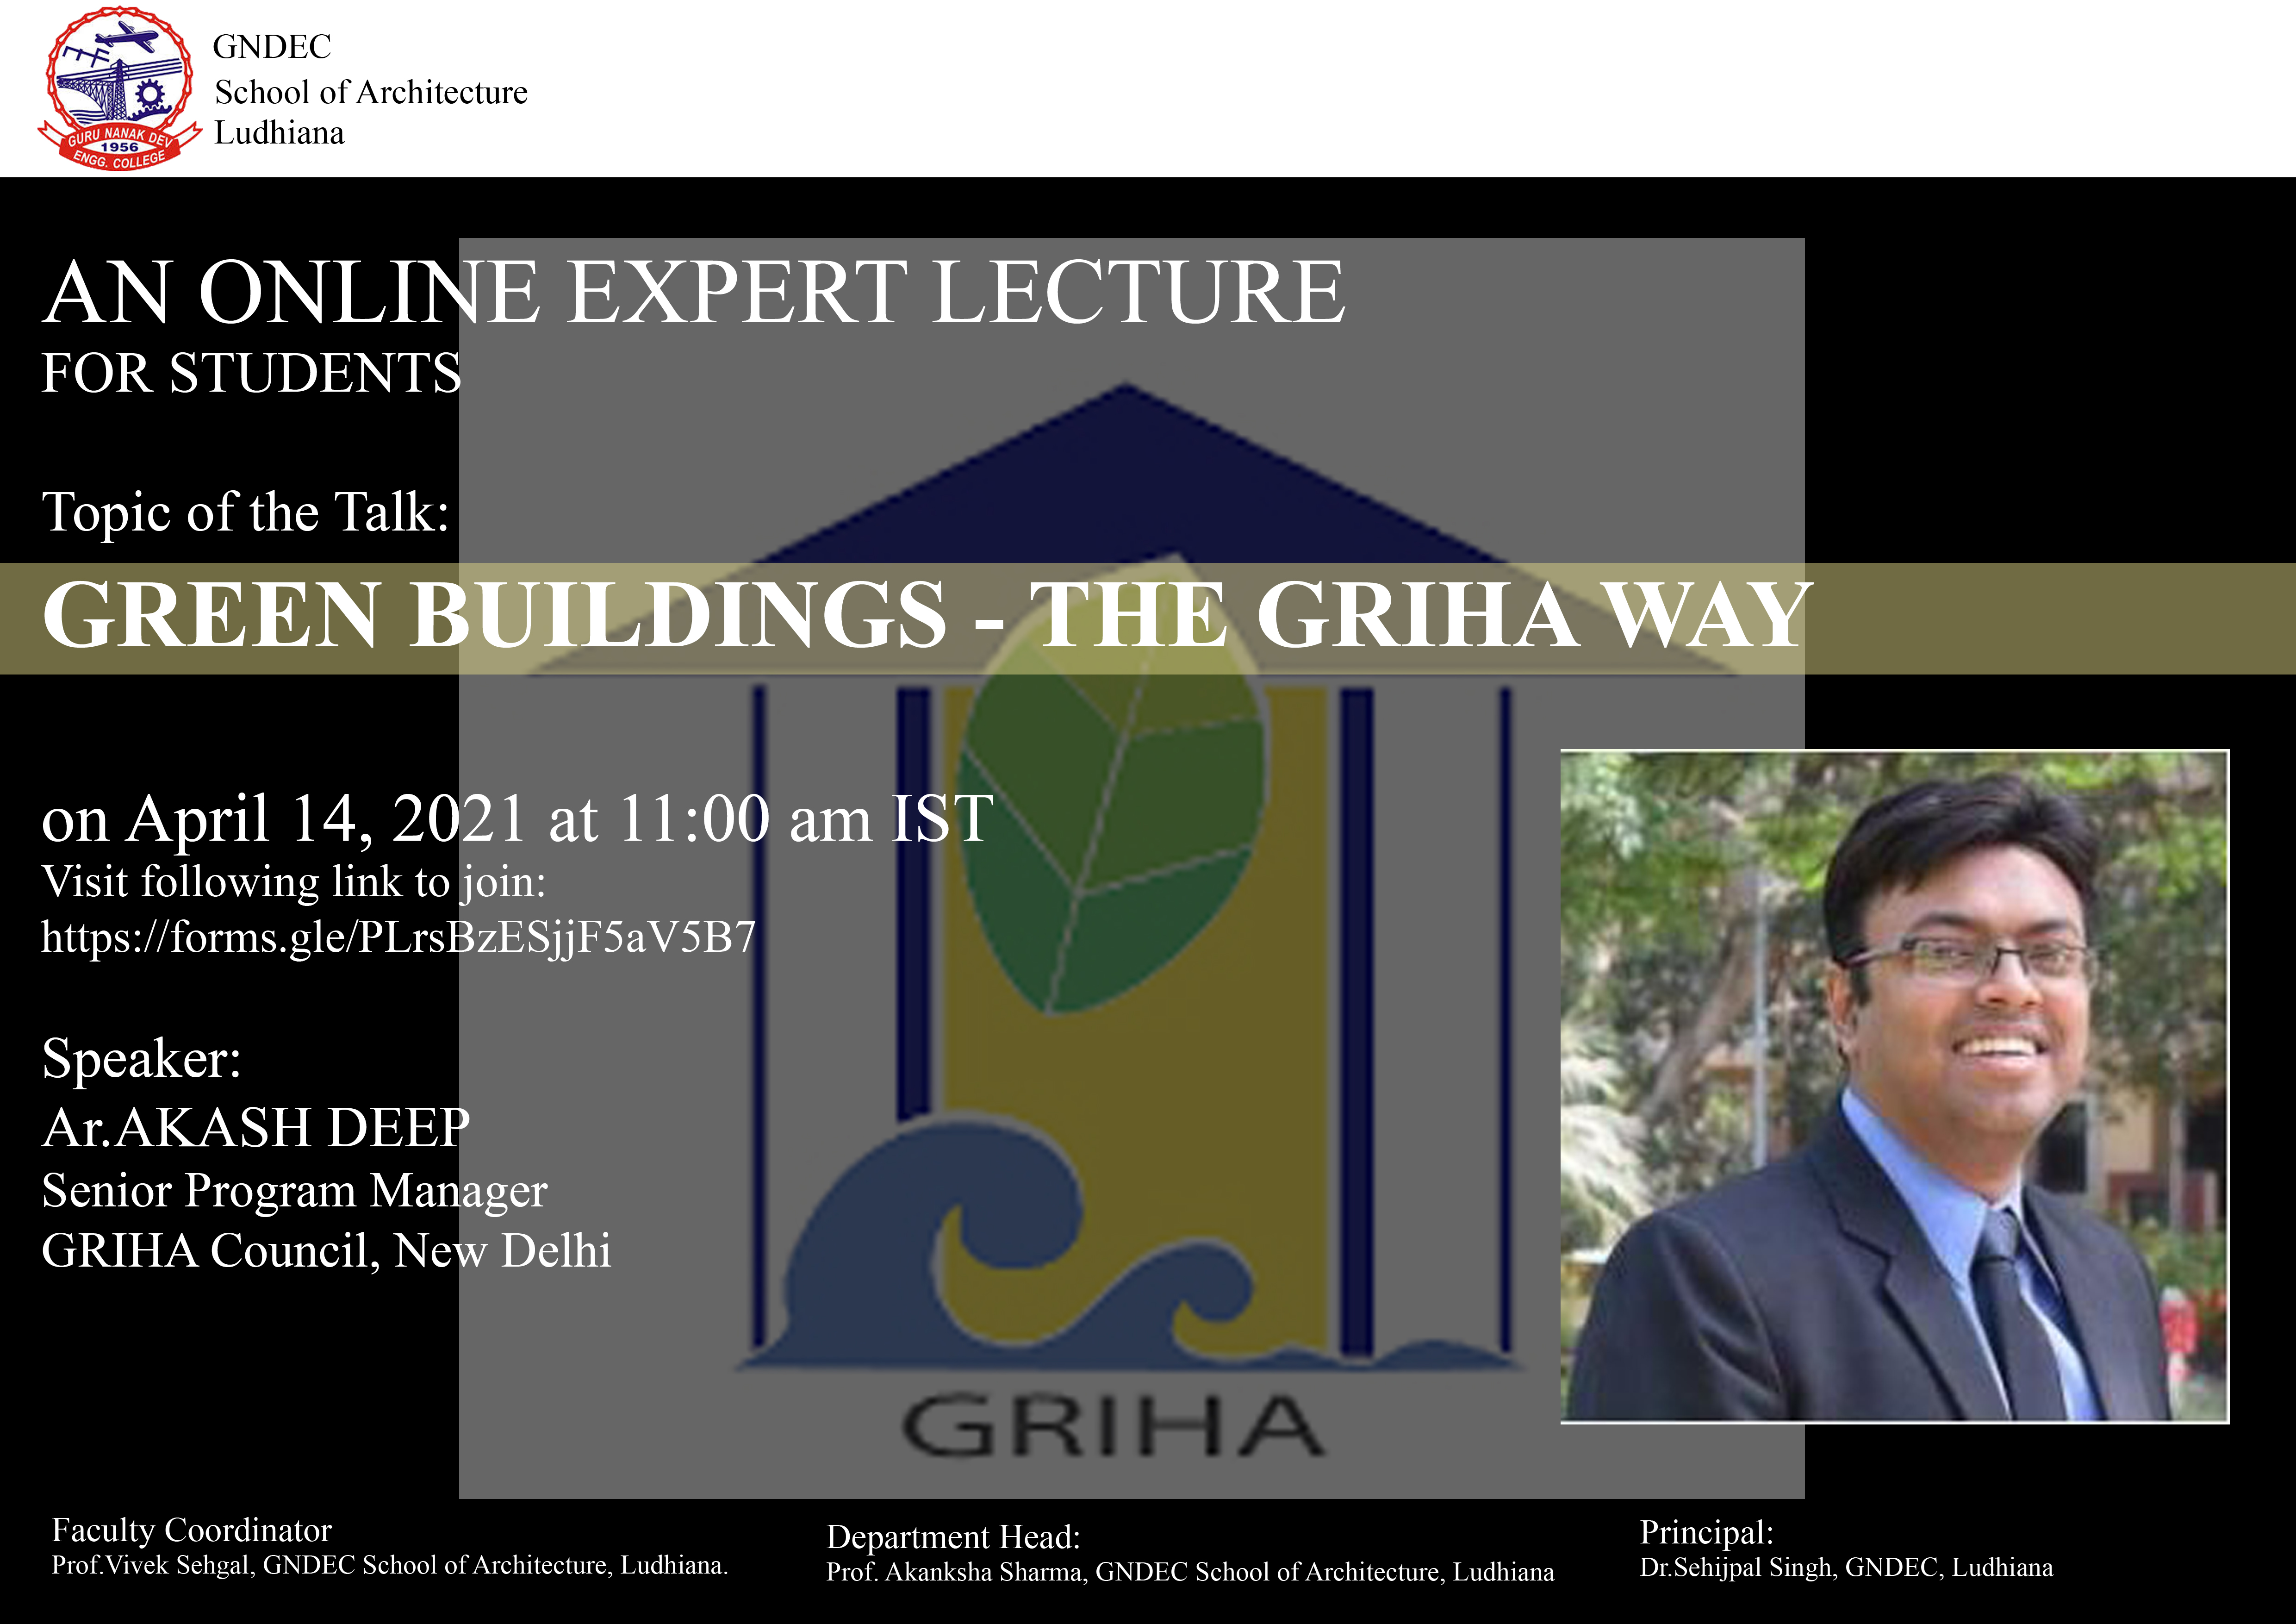 GURU NANAK DEV
1956
ENGG. COLLEGE
GNDEC
School of Architecture
Ludhiana
AN ONLINE EXPERT LECTURE
FOR STUDENTS
Topic of the Talk:
GREEN BUILDINGS - THE GRIHA WAY
on April 14, 2021 at 11:00 am IST
Visit following link to join:
https://forms.gle/PLrsBzESjjF5aV5B7
Speaker:
Ar.AKASH DEEP
Senior Program Manager
GRIHA Council, New Delhi
GRIHA
Faculty Coordinator
Prof.Vivek Sehgal, GNDEC School of Architecture, Ludhiana.
Department Head:
Prof. Akanksha Sharma, GNDEC School of Architecture, Ludhiana
Principal:
Dr.Sehijpal Singh, GNDEC, Ludhiana